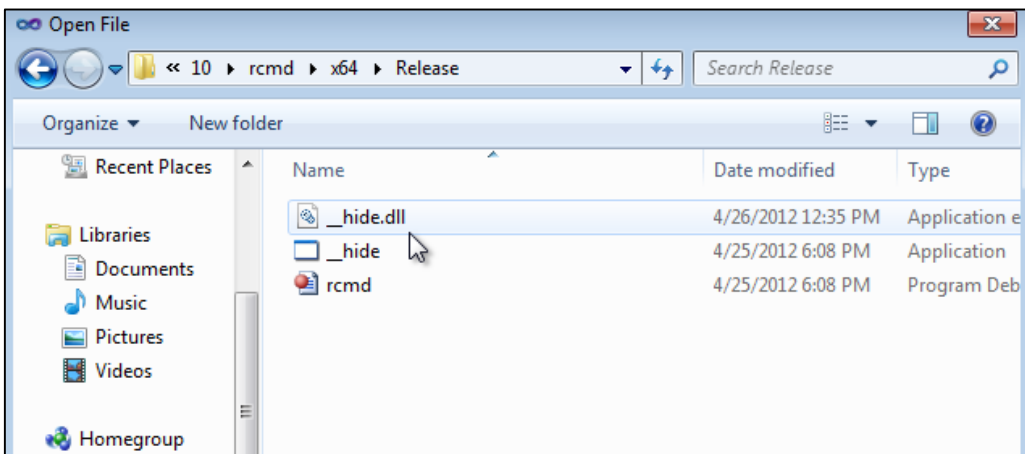 Open File
« 10 ▸ rcmd ▸ x64 ▸ Release Search Release
Organize ▾ New folder
Recent Places
Libraries
Documents
Music
Pictures
Videos
Homegroup
Name Date modified Type
__hide.dll 4/26/2012 12:35 PM Application e
__hide 4/25/2012 6:08 PM Application
rcmd 4/25/2012 6:08 PM Program Deb